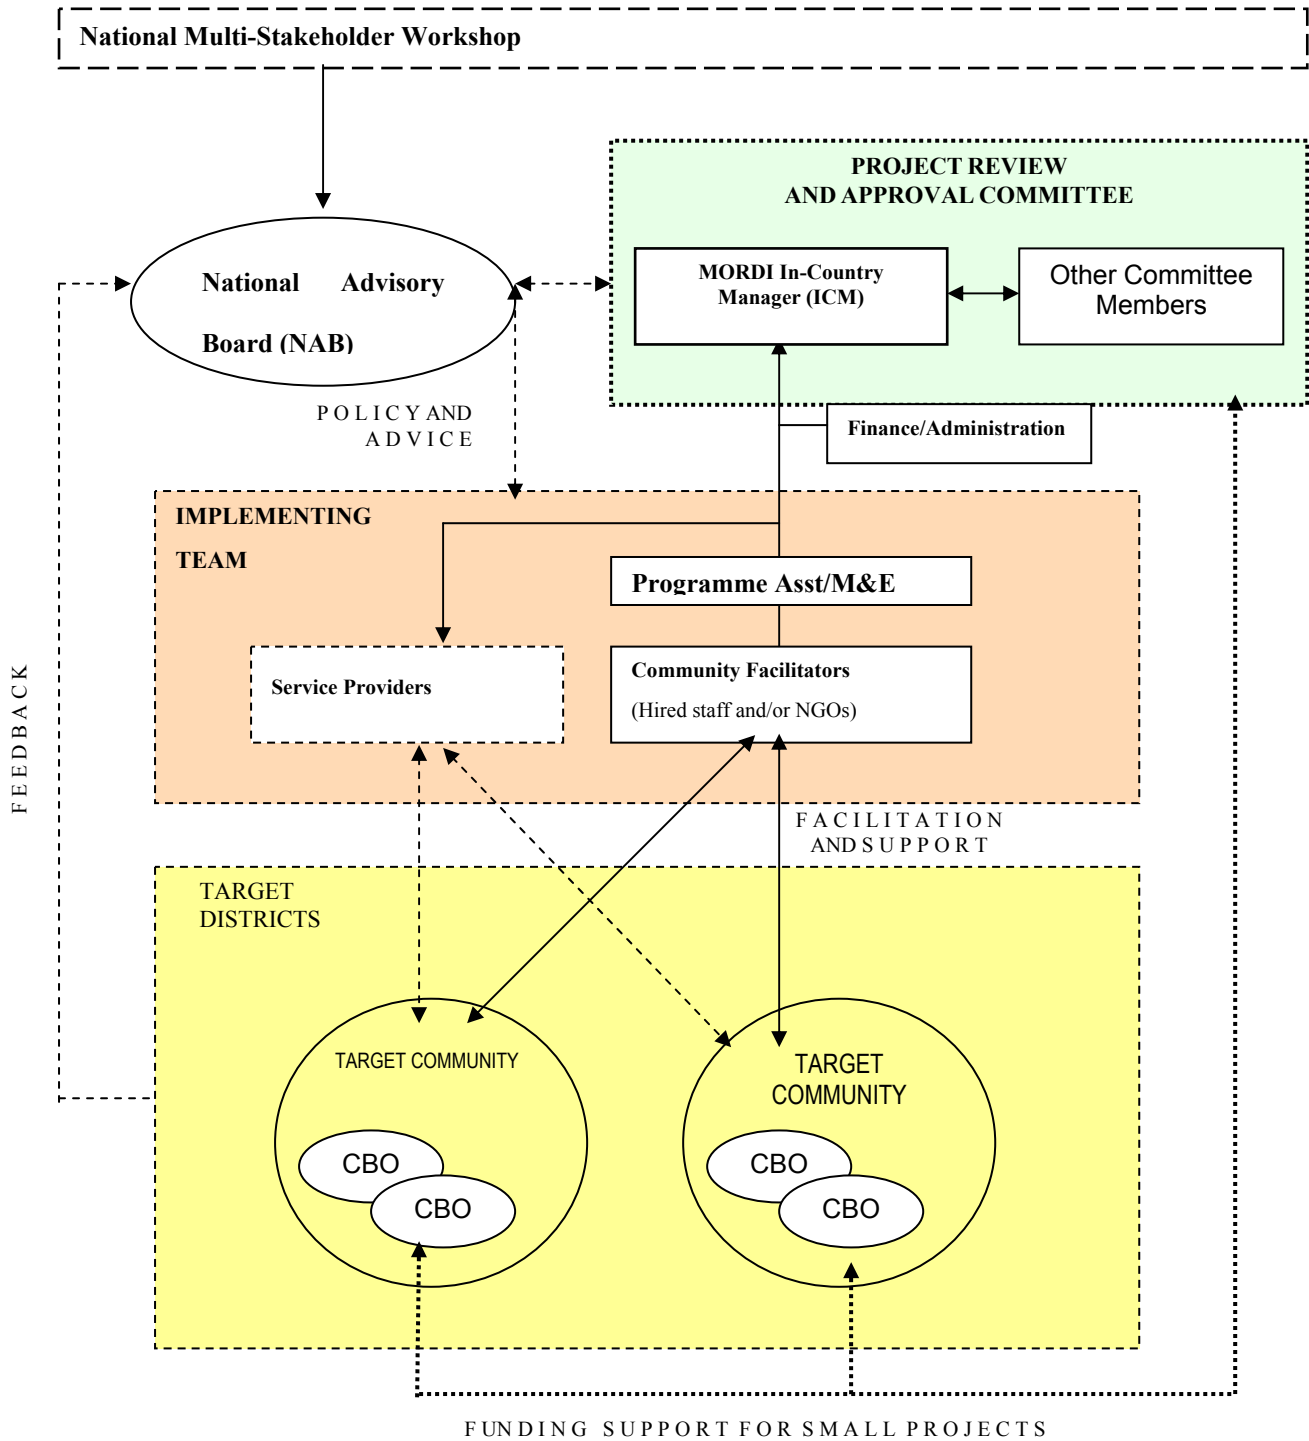 National Multi-Stakeholder Workshop
PROJECT REVIEW
AND APPROVAL COMMITTEE
MORDI In-Country
Manager (ICM)
Other Committee
Members
National Advisory
Board (NAB)
POLICY AND
ADVICE
Finance/Administration
IMPLEMENTING
TEAM
Programme Asst/M&E
Service Providers
Community Facilitators
(Hired staff and/or NGOs)
FEEDBACK
FACILITATION
AND SUPPORT
TARGET
DISTRICTS
TARGET COMMUNITY
CBO
CBO
TARGET
COMMUNITY
CBO
CBO
FUNDING SUPPORT FOR SMALL PROJECTS